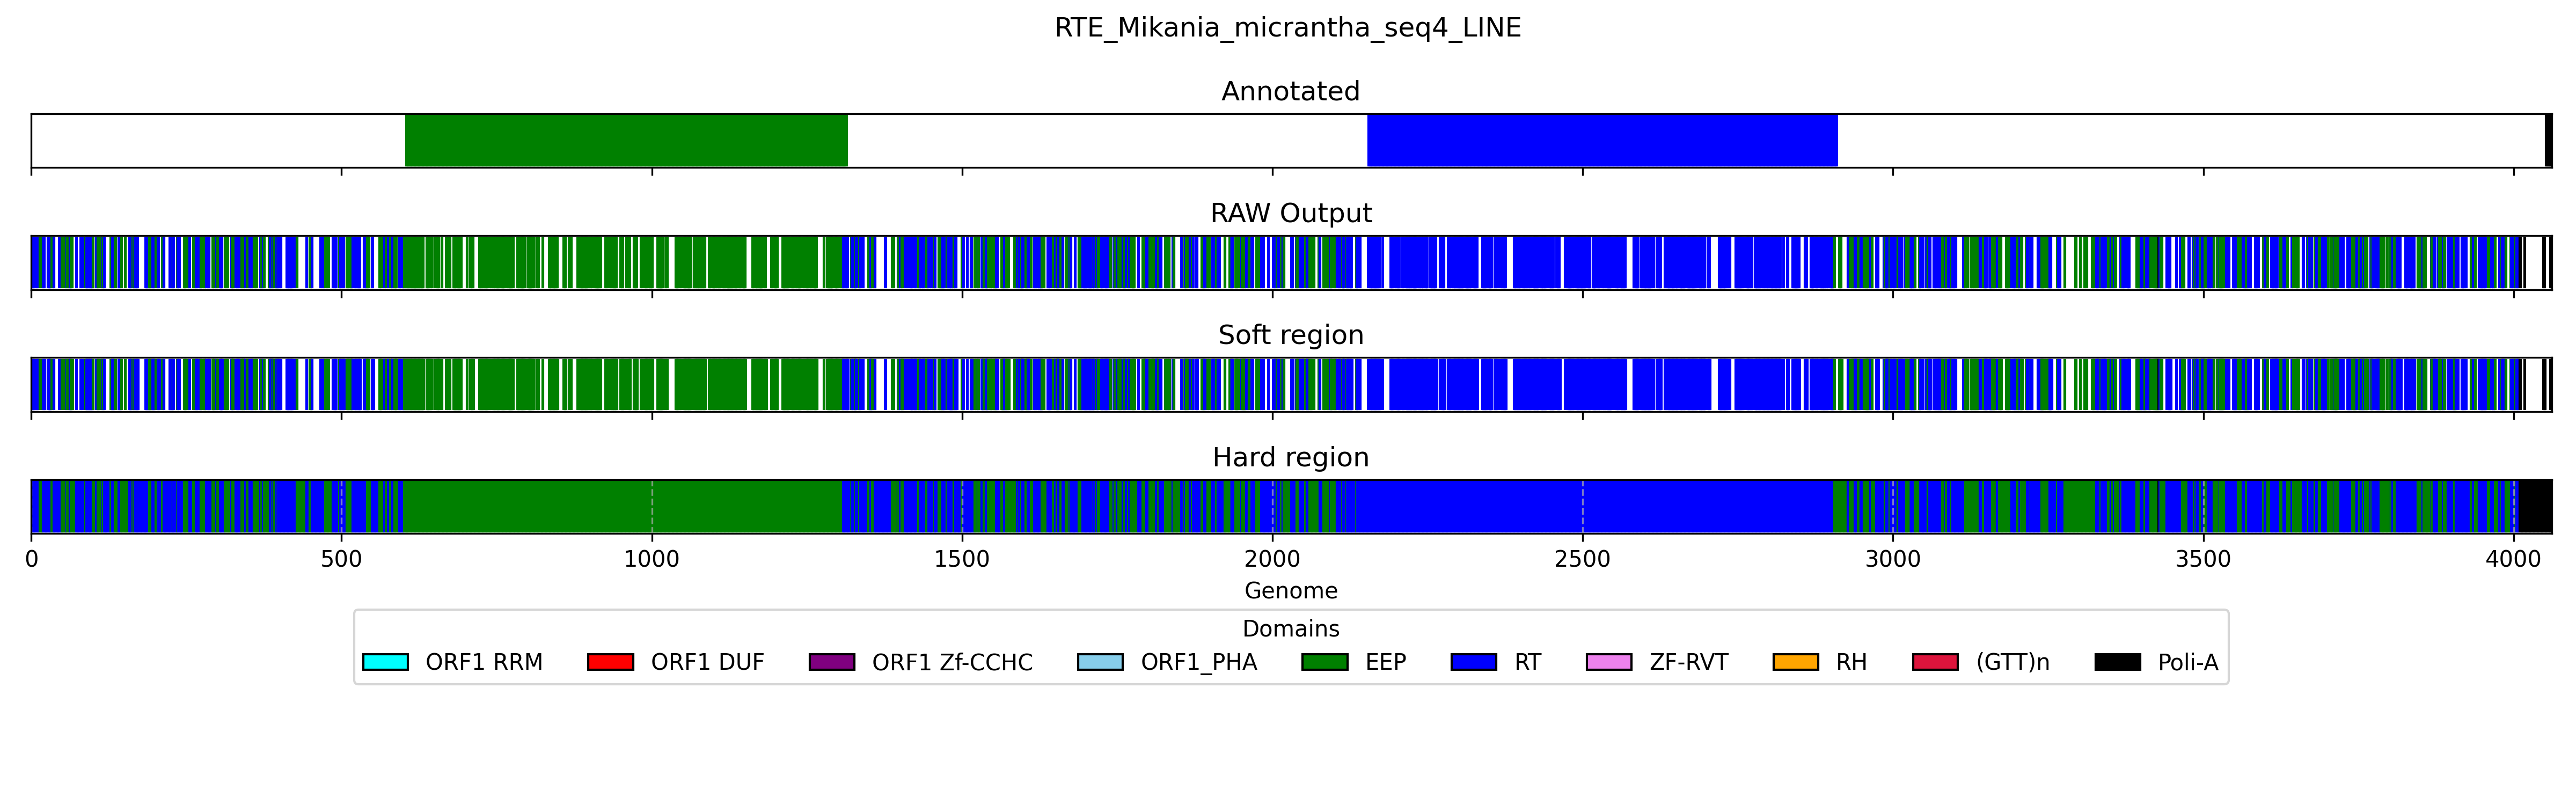 RTE_Mikania_micrantha_seq4_LINE
Annotated
RAW Output
Soft region
Hard region
0 500 1000 1500 2000 2500 3000 3500 4000
Genome
Domains
ORF1 RRM ORF1 DUF ORF1 Zf-CCHC ORF1_PHA EEP RT ZF-RVT RH (GTT)n Poli-A